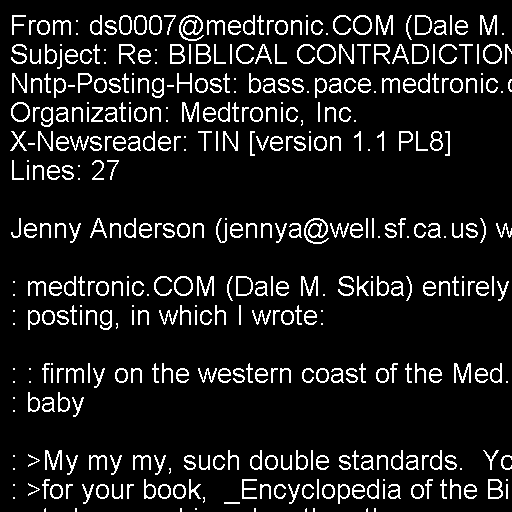 From: ds0007@medtronic.COM (Dale M.
Subject: Re: BIBLICAL CONTRADICTION
Nntp-Posting-Host: bass.pace.medtronic.c
Organization: Medtronic, Inc.
X-Newsreader: TIN [version 1.1 PL8]
Lines: 27

Jenny Anderson (jennya@well.sf.ca.us) w

: medtronic.COM (Dale M. Skiba) entirely
: posting, in which I wrote:

: : firmly on the western coast of the Med.
: baby

: >My my my, such double standards.  Yo
: >for your book,  _Encyclopedia of the Bi